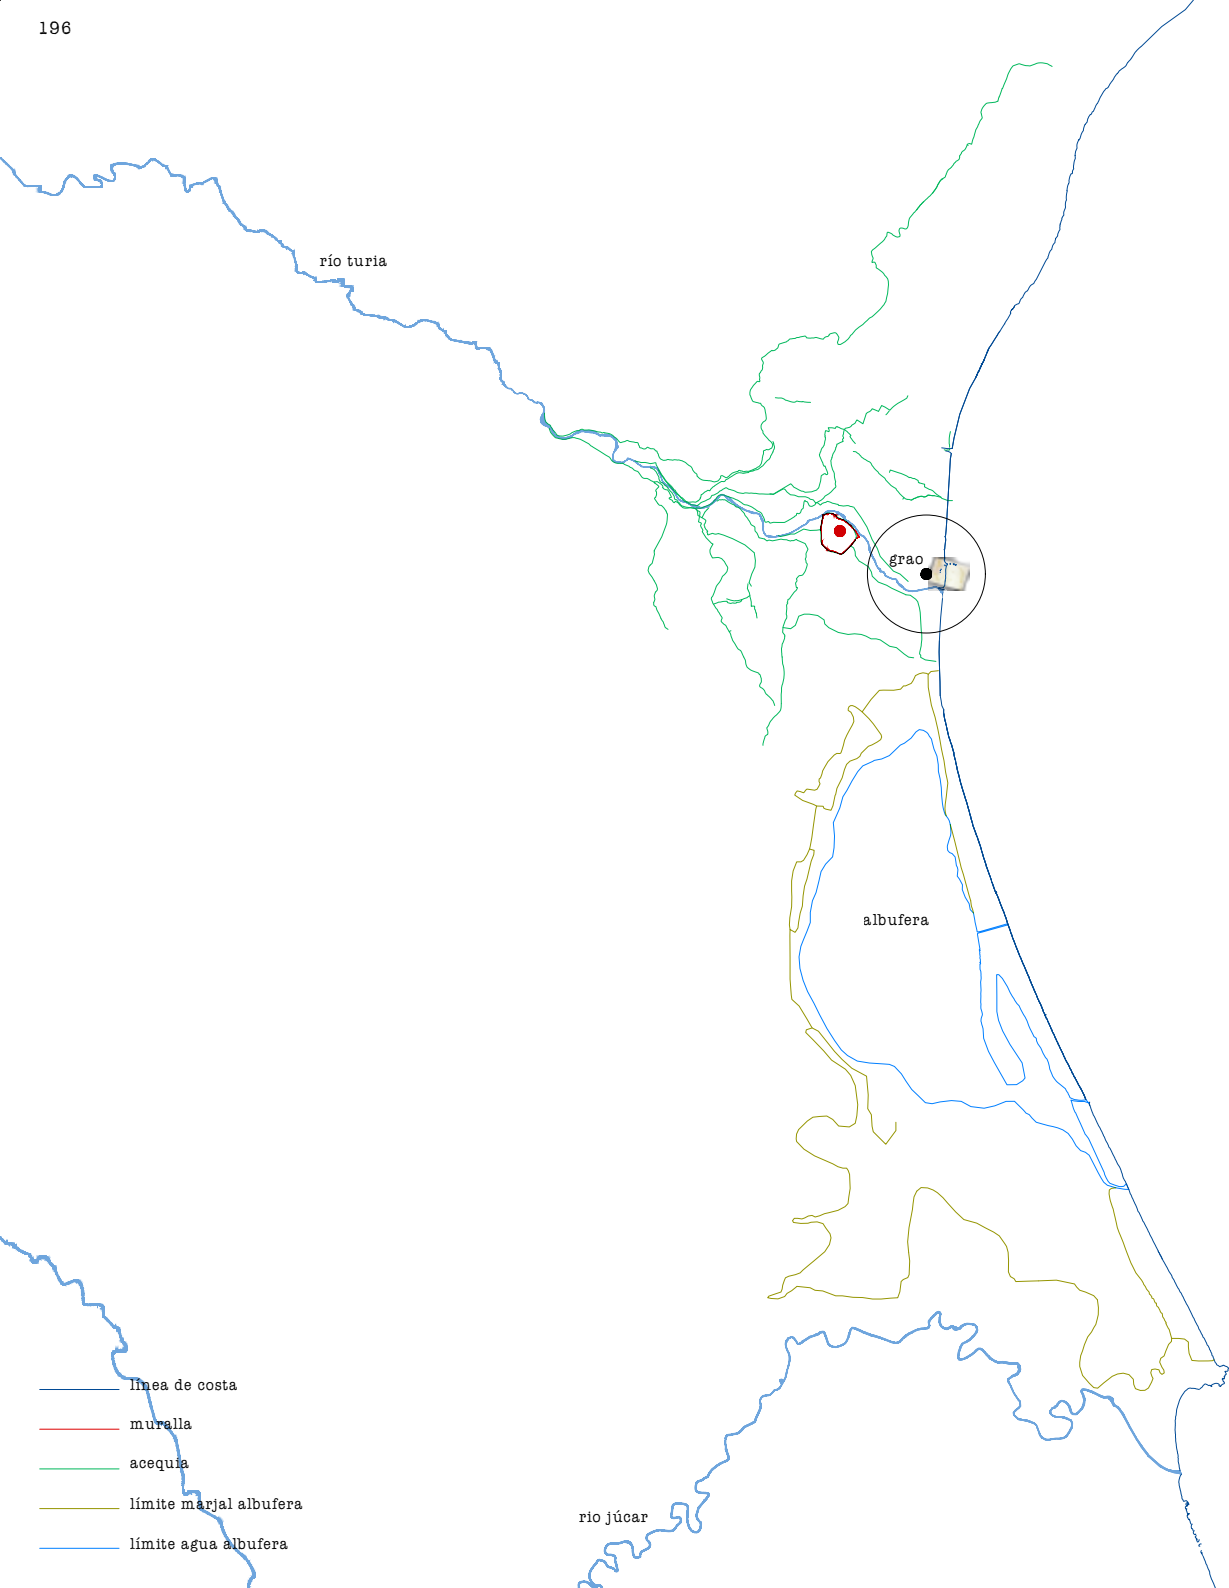 196
río turia
grao
albufera
línea de costa
muralla
acequia
límite marjal albufera
rio júcar
límite agua albufera